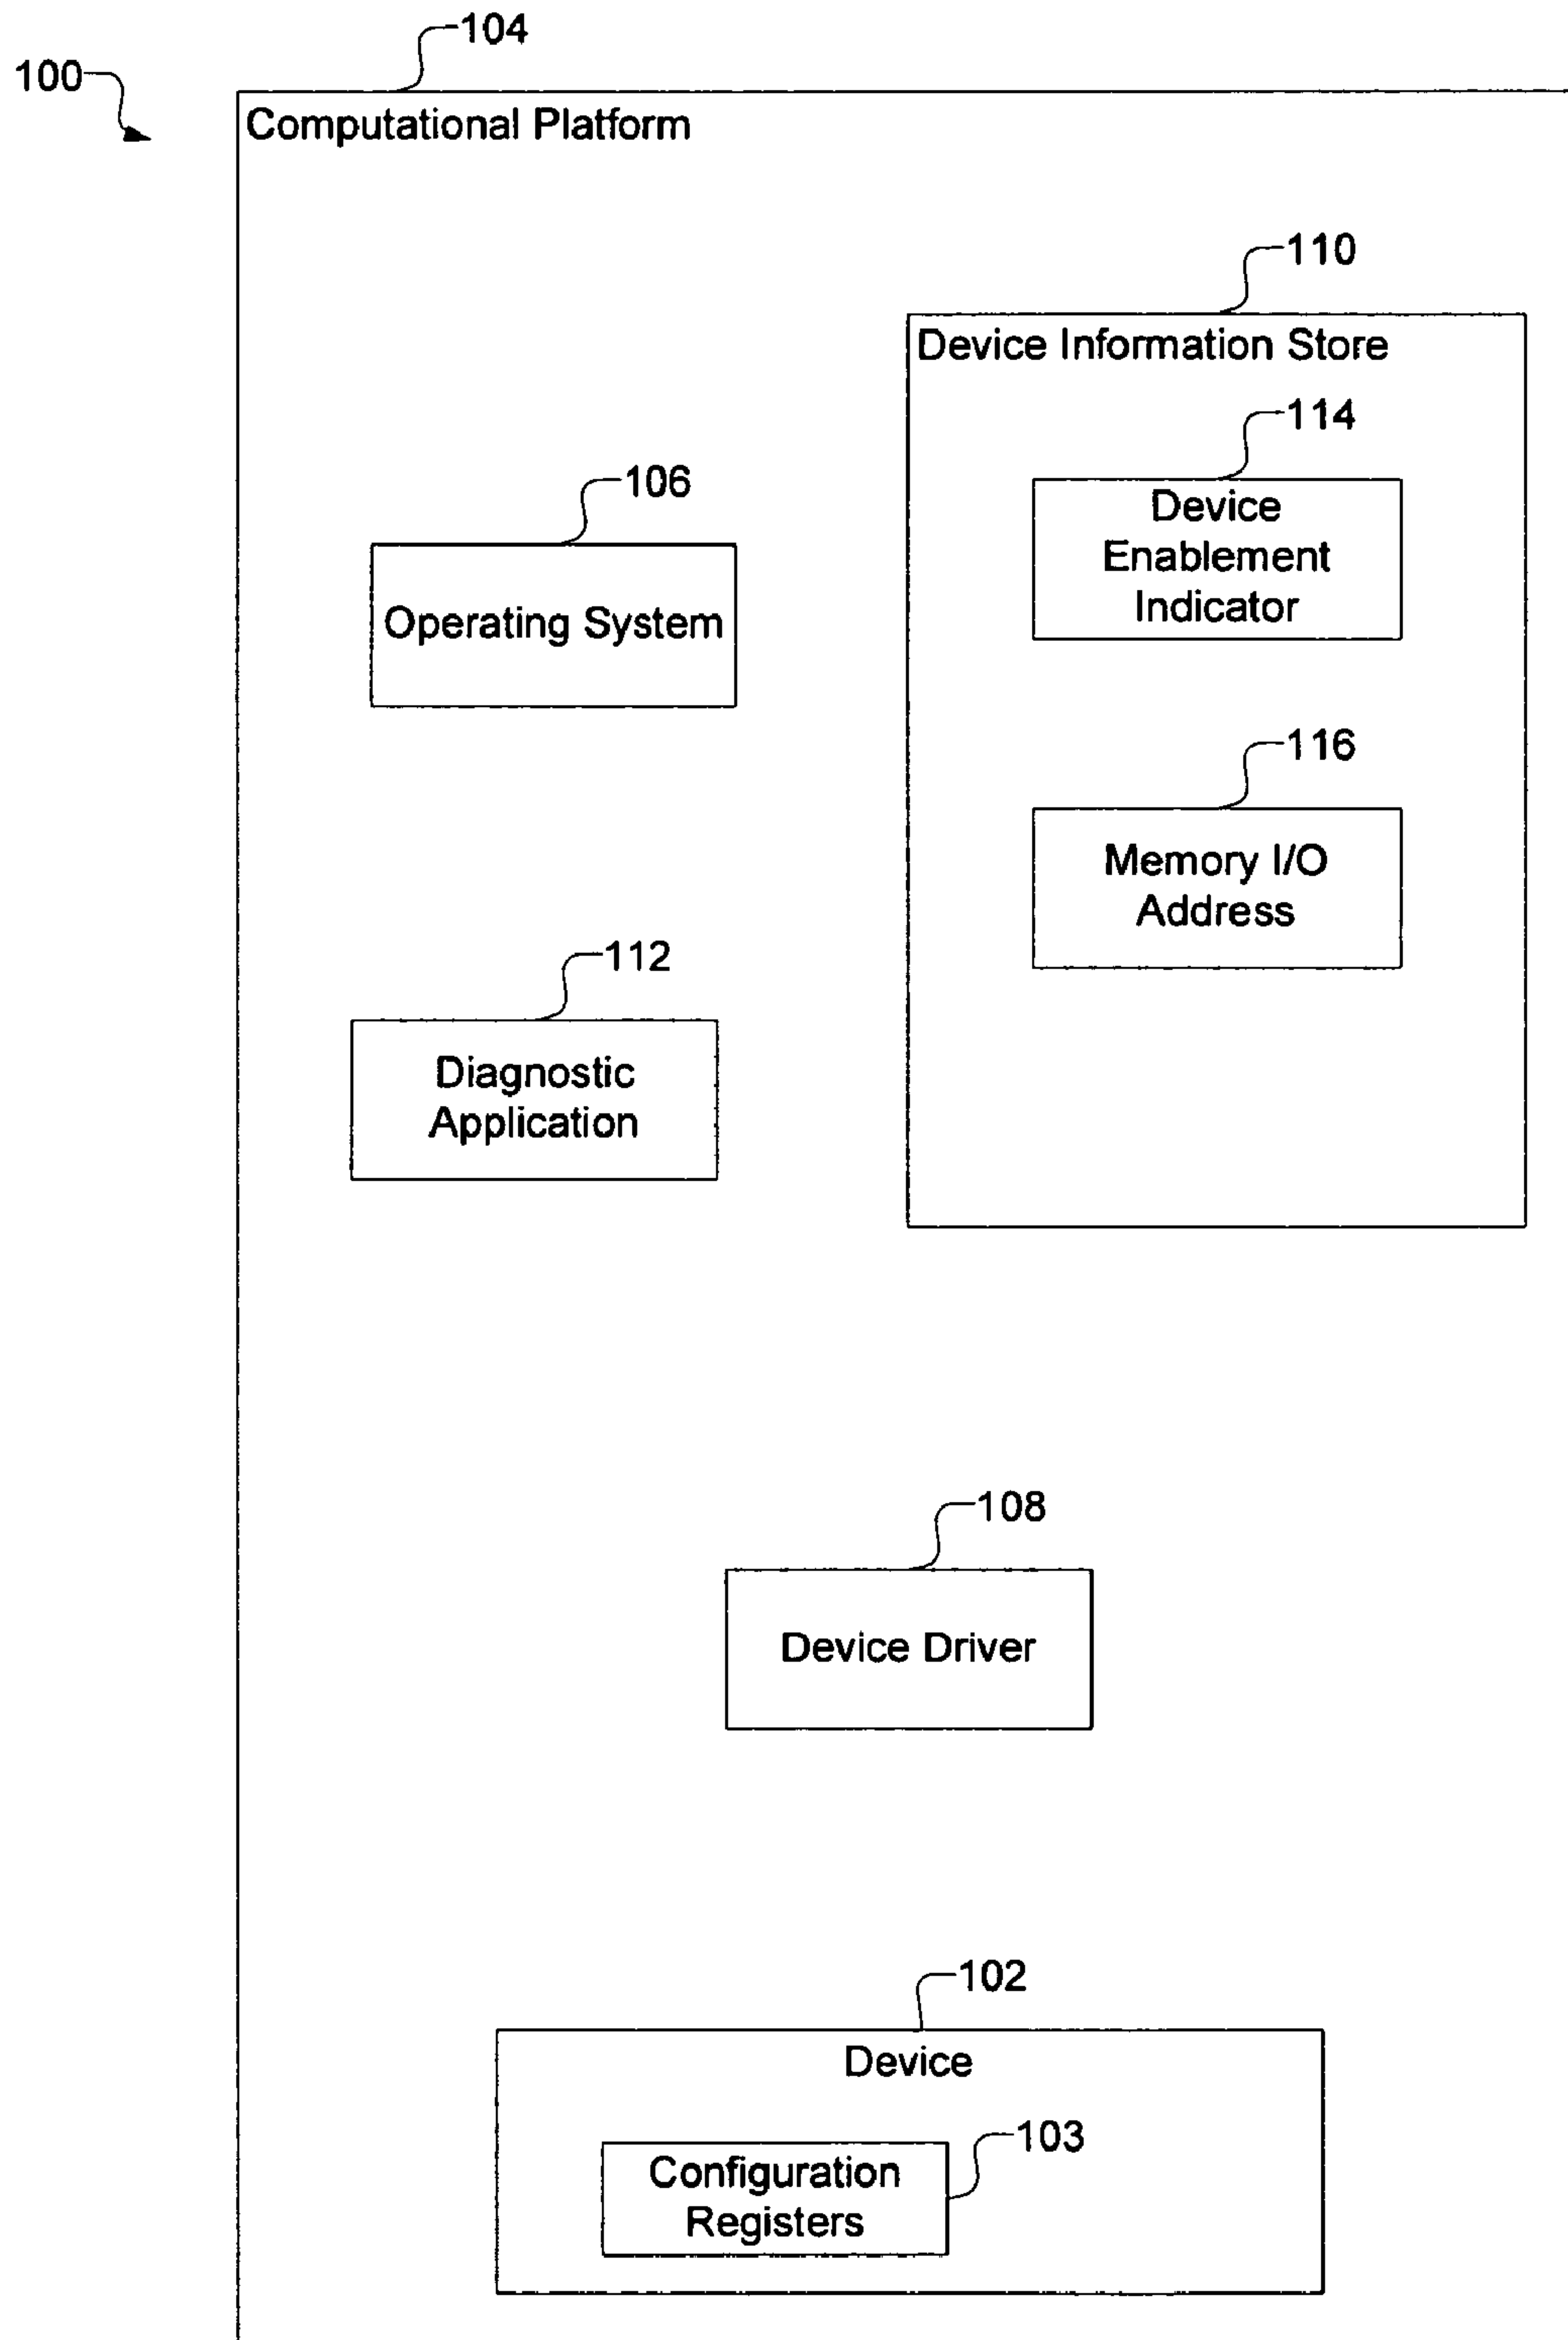 104
100
Computational Platform
110
Device Information Store
114
Device
Enablement
Indicator
106
Operating System
116
Memory I/O
Address
112
Diagnostic
Application
108
Device Driver
102
Device
103
Configuration
Registers